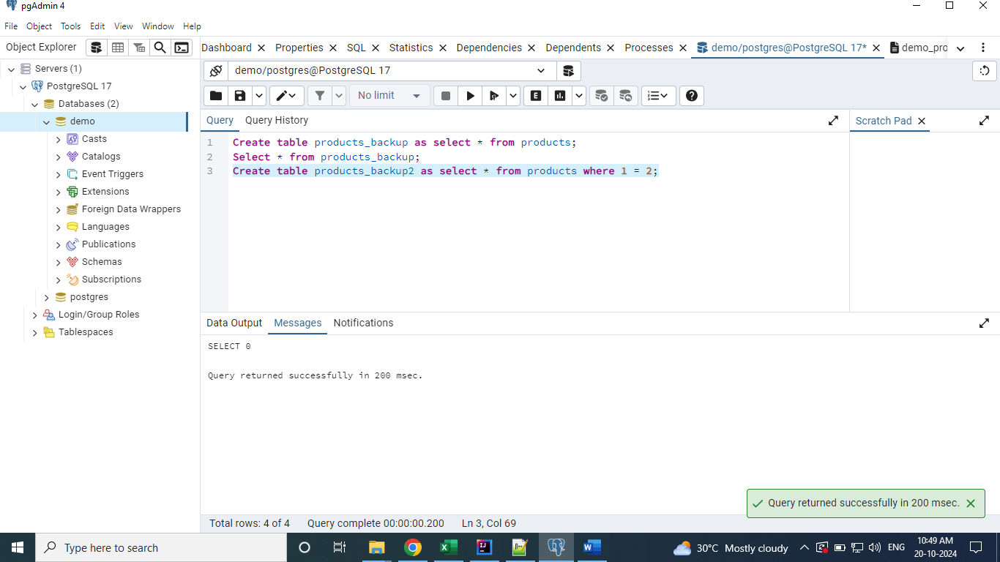 pgAdmin 4
File Object Tools Edit View Window Help
Object Explorer
Dashboard Properties SQL Statistics Dependencies Dependents Processes demo/postgres@PostgreSQL 17* demo_pro
Servers (1)
PostgreSQL 17
Databases (2)
demo
Casts
Catalogs
Event Triggers
Extensions
Foreign Data Wrappers
Languages
Publications
Schemas
Subscriptions
postgres
Login/Group Roles
Tablespaces
demo/postgres@PostgreSQL 17
No limit
E
Query Query History
Scratch Pad
1 Create table products_backup as select * from products;
2 Select * from products_backup;
3 Create table products_backup2 as select * from products where 1 = 2;
Data Output Messages Notifications
SELECT 0
Query returned successfully in 200 msec.
Query returned successfully in 200 msec.
Total rows: 4 of 4 Query complete 00:00:00.200 Ln 3, Col 69
Type here to search
30°C Mostly cloudy
ENG
10:49 AM
20-10-2024